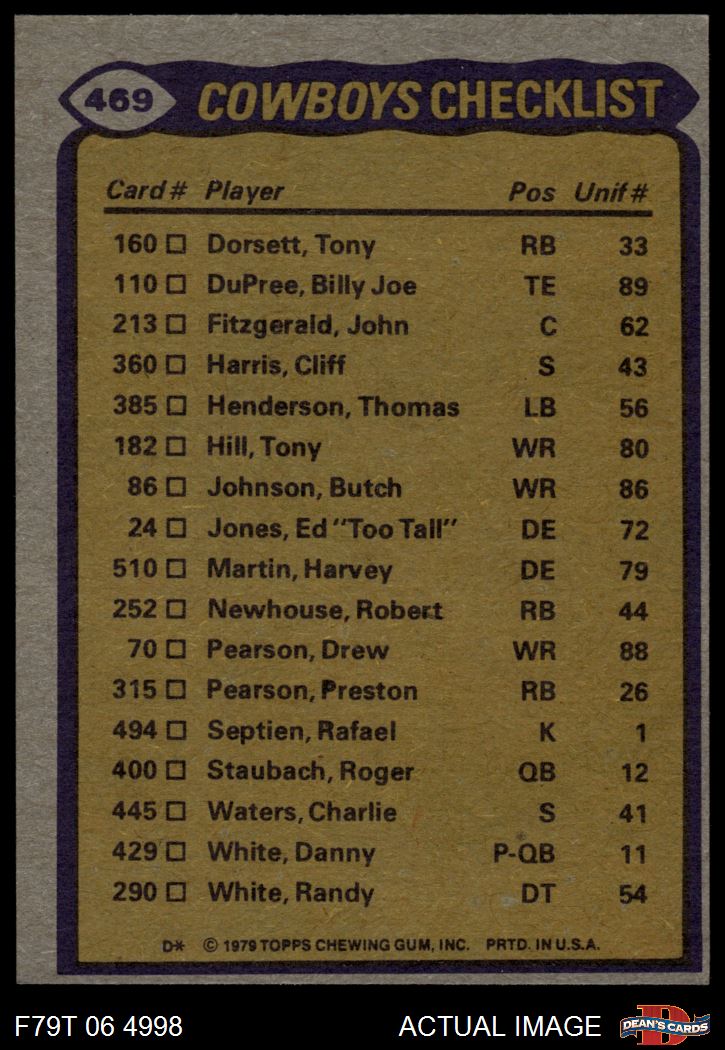 469 COWBOYS CHECKLIST
Card # Player Pos Unif #
160 □ Dorsett, Tony RB 33
110 □ DuPree, Billy Joe TE 89
213 □ Fitzgerald, John C 62
360 □ Harris, Cliff S 43
385 □ Henderson, Thomas LB 56
182 □ Hill, Tony WR 80
86 □ Johnson, Butch WR 86
24 □ Jones, Ed "Too Tall" DE 72
510 □ Martin, Harvey DE 79
252 □ Newhouse, Robert RB 44
70 □ Pearson, Drew WR 88
315 □ Pearson, Preston RB 26
494 □ Septien, Rafael K 1
400 □ Staubach, Roger QB 12
445 □ Waters, Charlie S 41
429 □ White, Danny P-QB 11
290 □ White, Randy DT 54
D* © 1979 TOPPS CHEWING GUM, INC. PRTD. IN U.S.A.
F79T 06 4998 ACTUAL IMAGE D DEAN'S CARDS